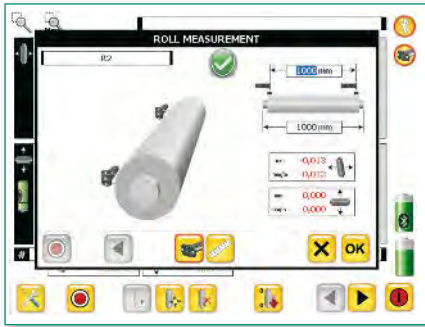 ROLL MEASUREMENT
R2
1000 mm
1000 mm
-0,013
0,013
0,000
0,000
#
OK